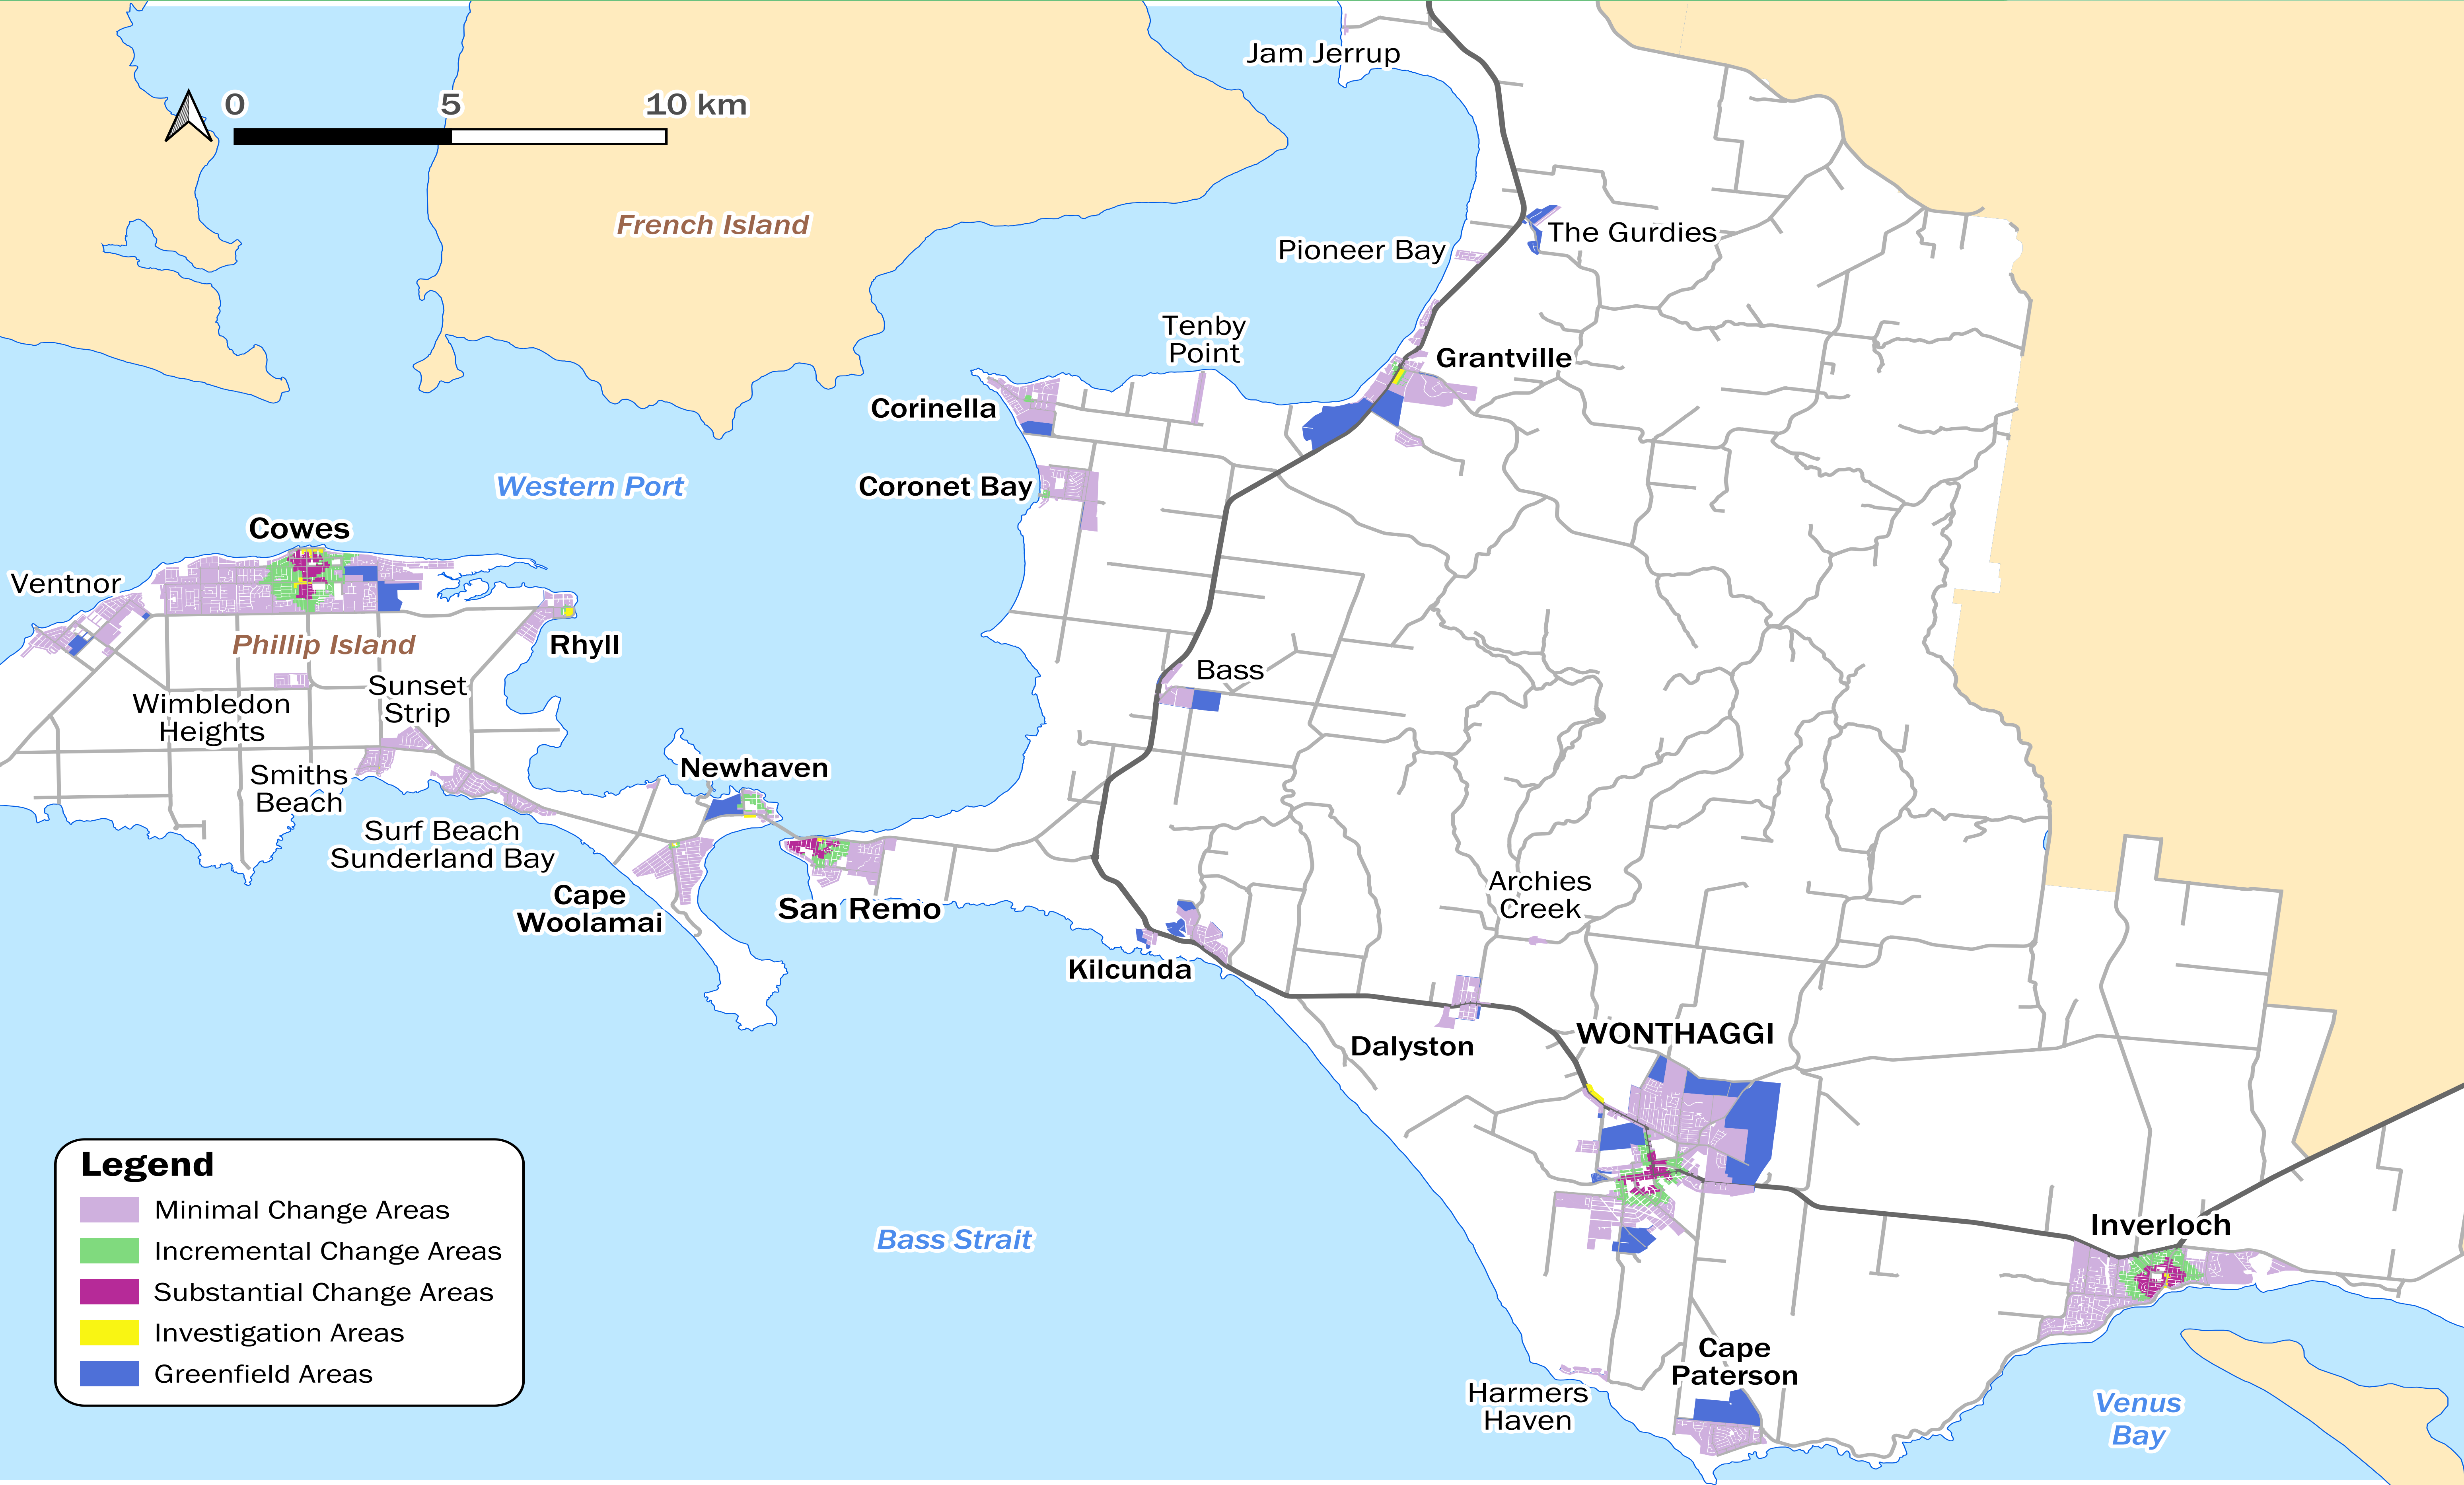 Jam Jerrup
0 5 10 km
French Island
The Gurdies
Pioneer Bay
Tenby
Point
Grantville
Corinella
Western Port
Coronet Bay
Cowes
Ventnor
Phillip Island
Rhyll
Bass
Sunset
Strip
Wimbledon
Heights
Smiths
Beach
Newhaven
Surf Beach
Sunderland Bay
Cape
Woolamai
San Remo
Archies
Creek
Kilcunda
Dalyston
WONTHAGGI
Legend
Minimal Change Areas
Incremental Change Areas
Substantial Change Areas
Investigation Areas
Greenfield Areas
Bass Strait
Inverloch
Cape
Paterson
Harmers
Haven
Venus
Bay